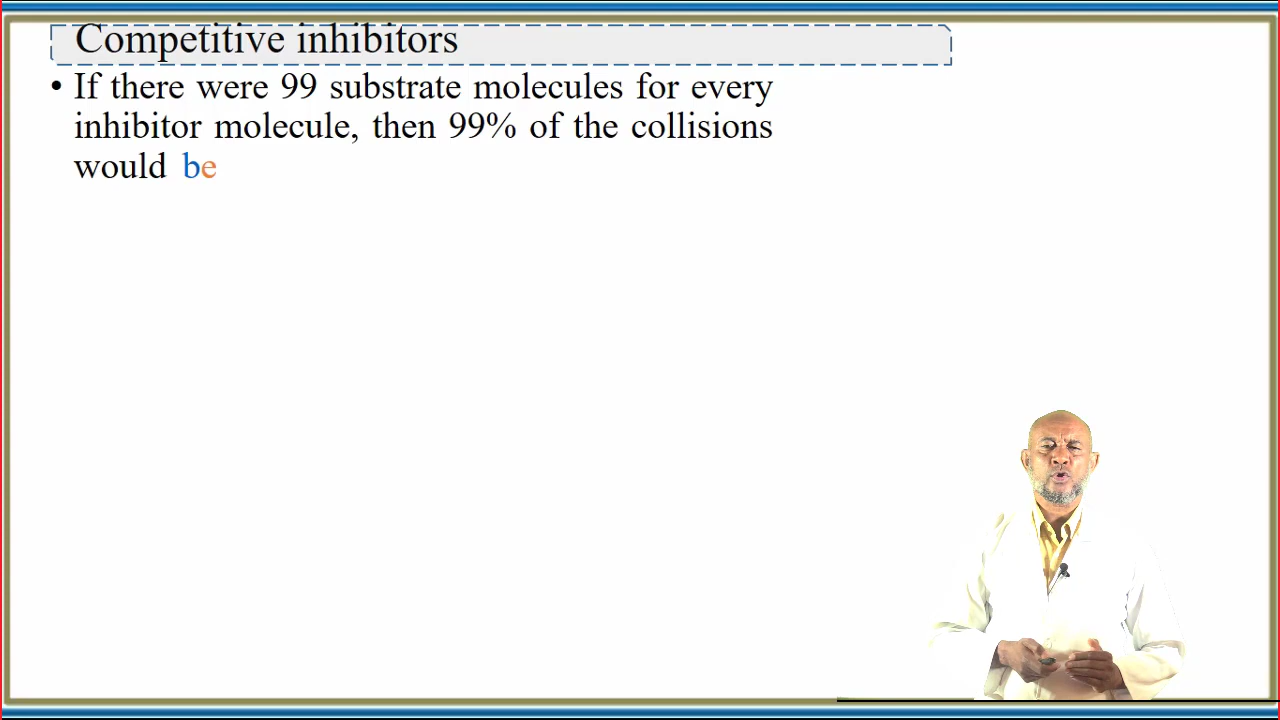 Competitive inhibitors
• If there were 99 substrate molecules for every
inhibitor molecule, then 99% of the collisions
would be